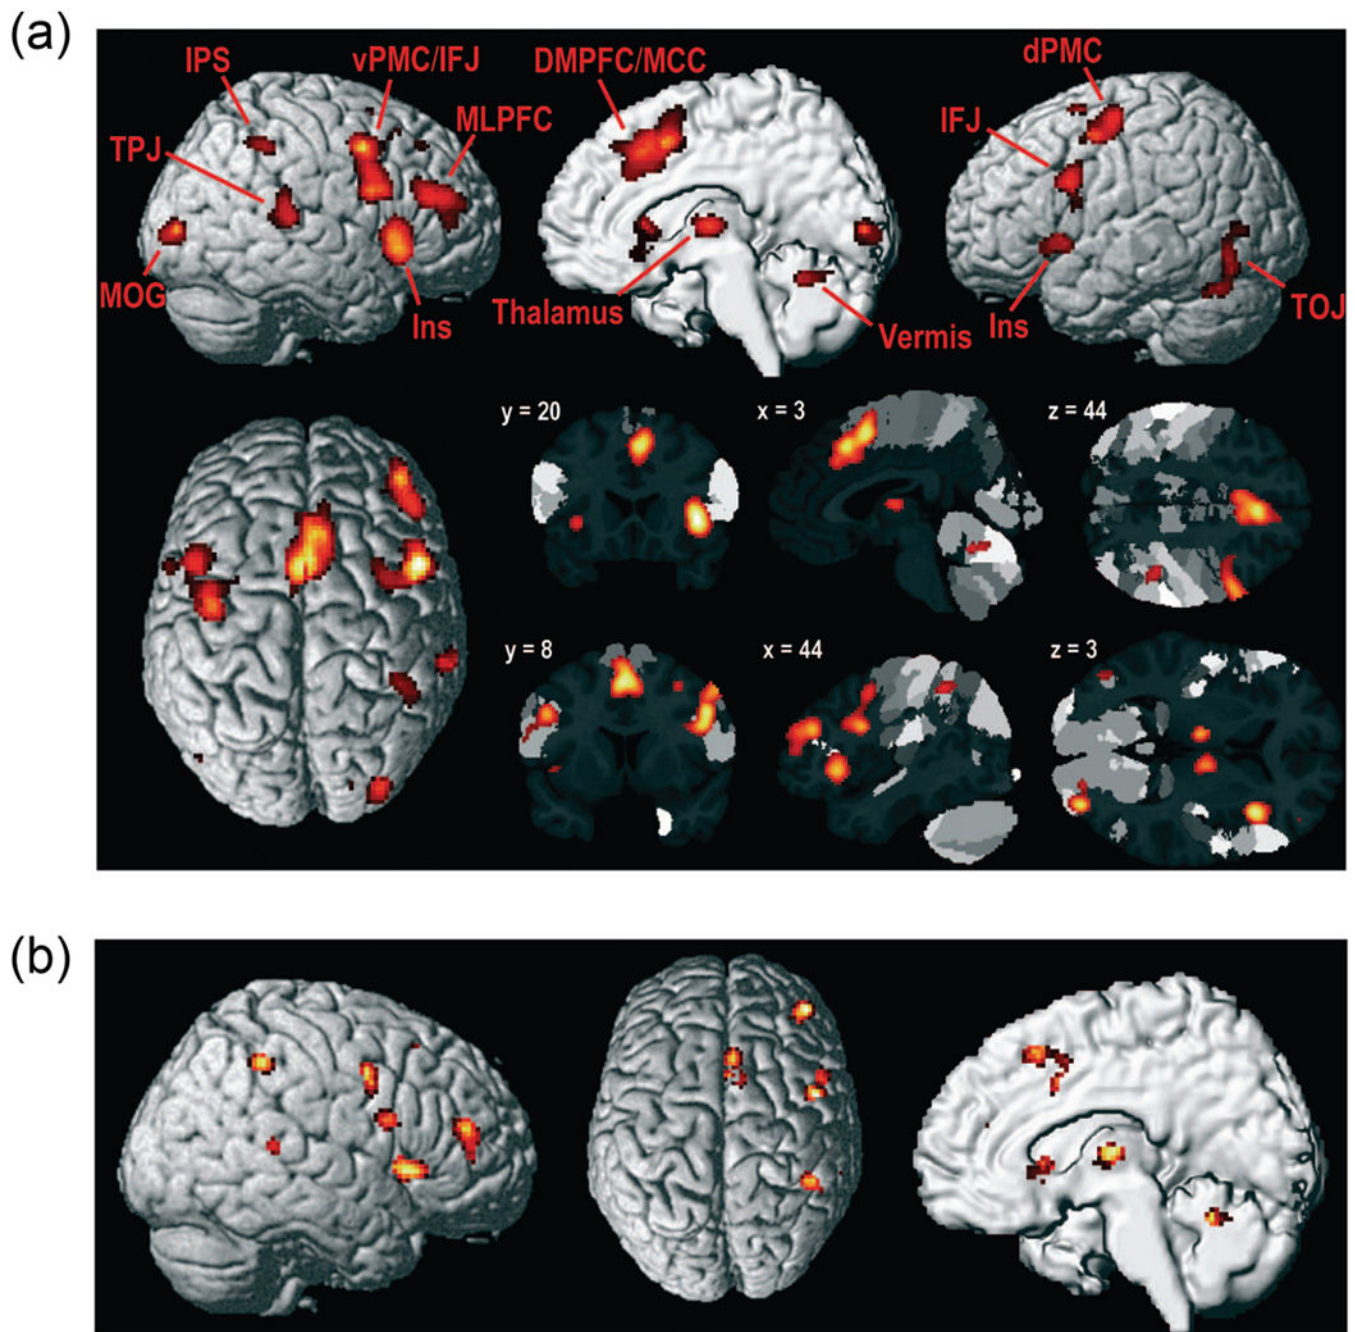 (a)
IPS
vPMC/IFJ
DMPFC/MCC
dPMC
TPJ
MLPFC
IFJ
MOG
Ins
Thalamus
Vermis
Ins
TOJ
y = 20
x = 3
z = 44
y = 8
x = 44
z = 3
(b)